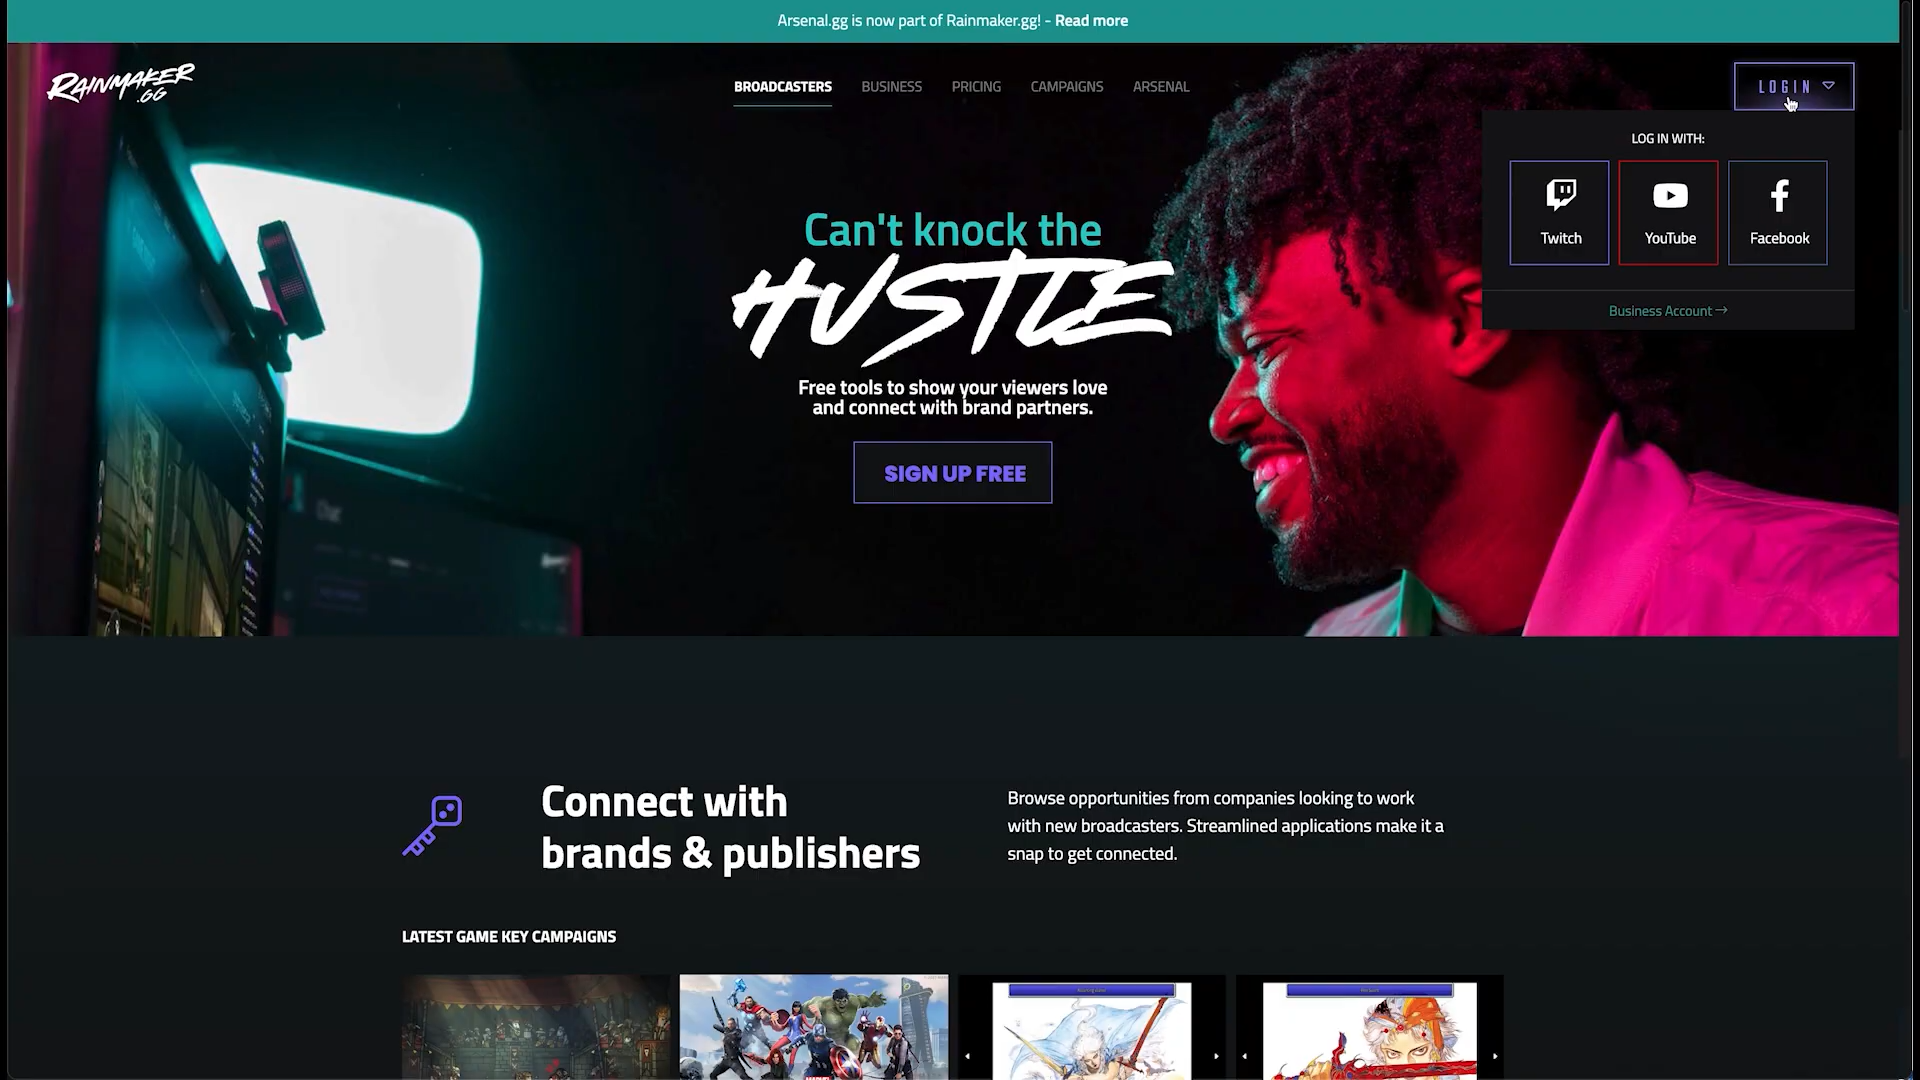 Arsenal.gg is now part of Rainmaker.gg! - Read more
RAINMAKER
.GG
BROADCASTERS BUSINESS PRICING CAMPAIGNS ARSENAL
LOGIN
LOG IN WITH:
Twitch YouTube Facebook
Business Account →
Can't knock the
HUSTLE
Free tools to show your viewers love
and connect with brand partners.
SIGN UP FREE
Connect with
brands & publishers
Browse opportunities from companies looking to work
with new broadcasters. Streamlined applications make it a
snap to get connected.
LATEST GAME KEY CAMPAIGNS